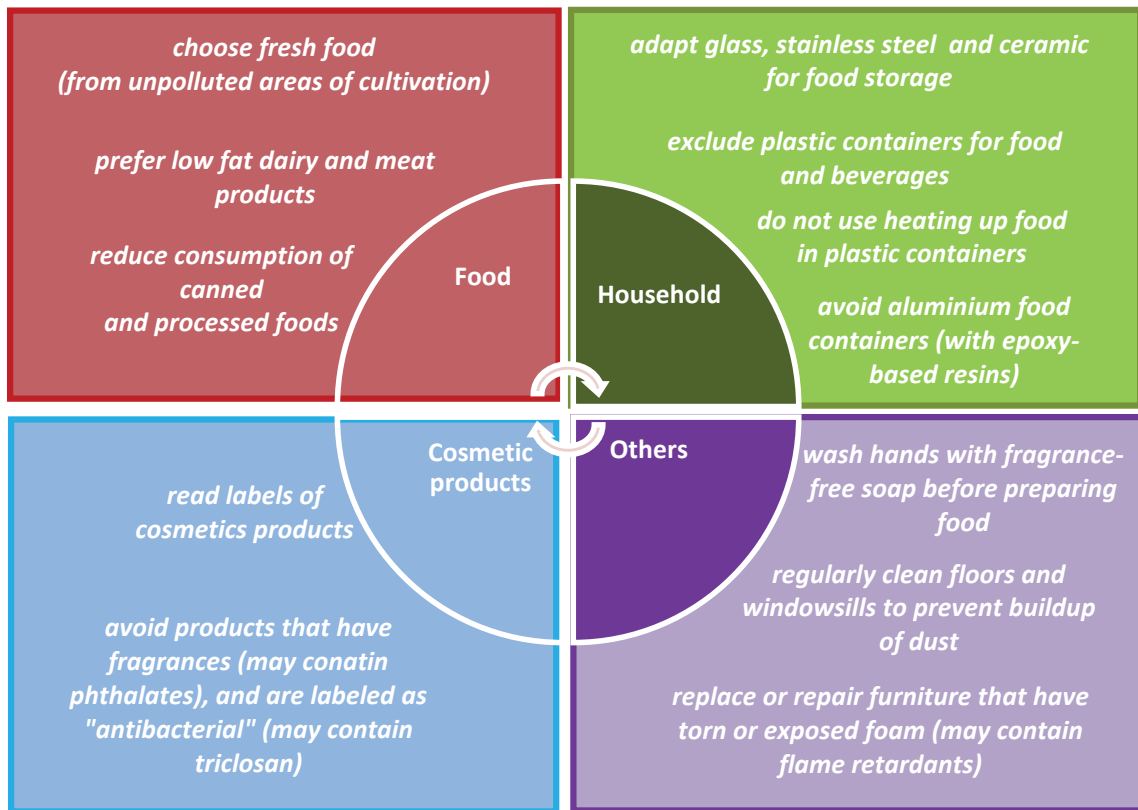 choose fresh food
(from unpolluted areas of cultivation)
prefer low fat dairy and meat
products
reduce consumption of
canned
and processed foods
Food
adapt glass, stainless steel and ceramic
for food storage
exclude plastic containers for food
and beverages
do not use heating up food
in plastic containers
avoid aluminium food
containers (with epoxy-
based resins)
Household
Cosmetic
products
read labels of
cosmetics products
avoid products that have
fragrances (may conatin
phthalates), and are labeled as
"antibacterial" (may contain
triclosan)
Others
wash hands with fragrance-
free soap before preparing
food
regularly clean floors and
windowsills to prevent buildup
of dust
replace or repair furniture that have
torn or exposed foam (may contain
flame retardants)